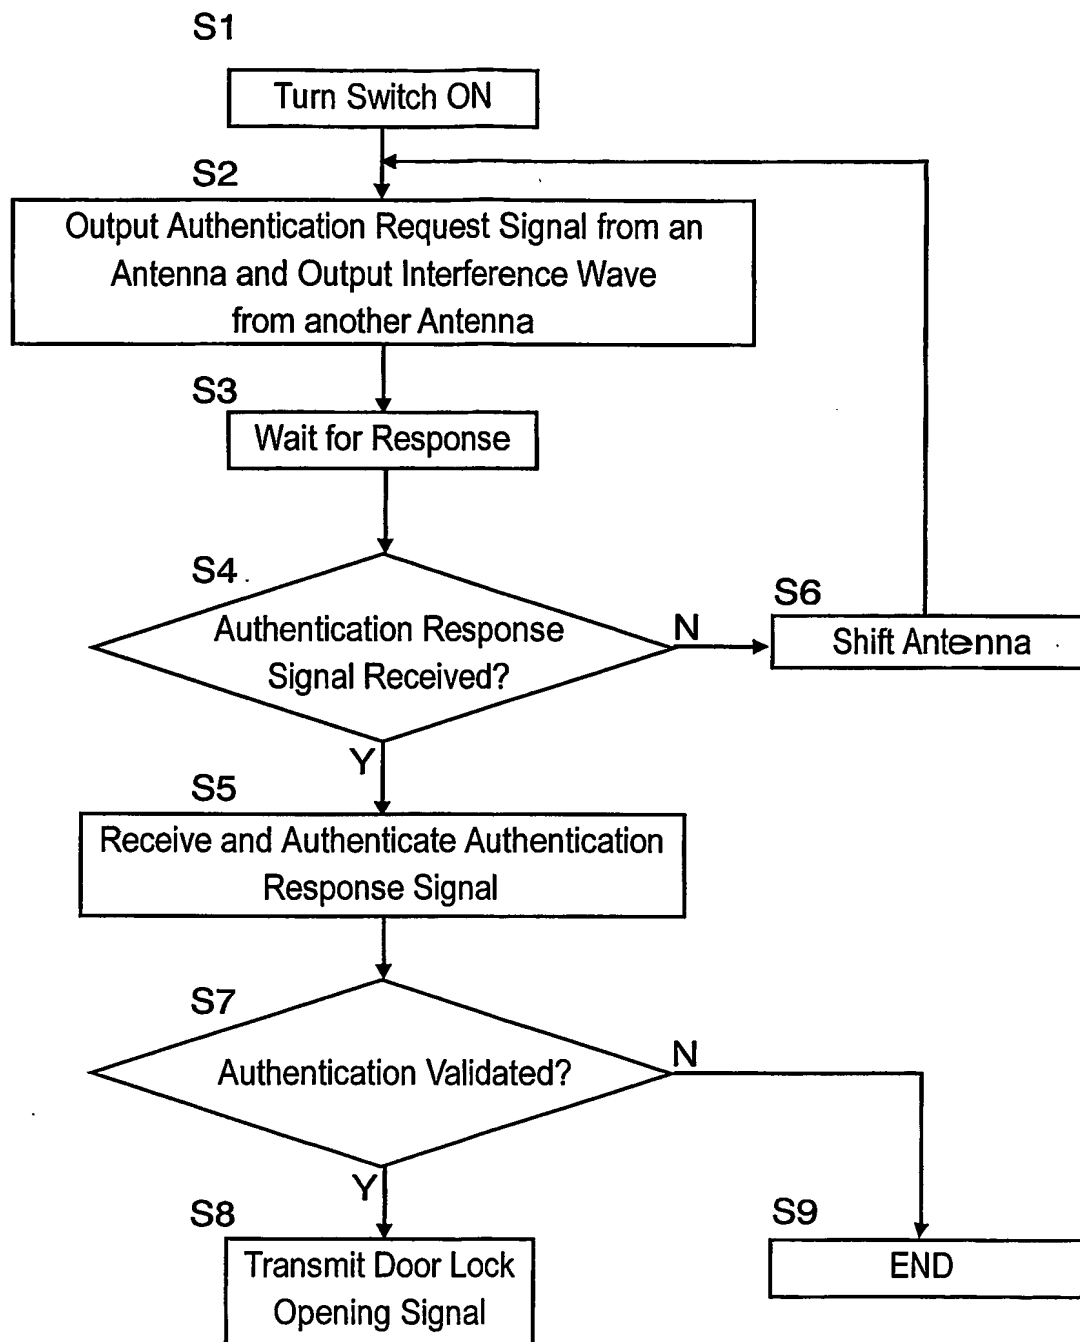 S1
Turn Switch ON
S2
Output Authentication Request Signal from an
Antenna and Output Interference Wave
from another Antenna
S3
Wait for Response
S4
Authentication Response
Signal Received?
N
S6
Shift Antenna
Y
S5
Receive and Authenticate Authentication
Response Signal
S7
Authentication Validated?
N
Y
S8
Transmit Door Lock
Opening Signal
S9
END